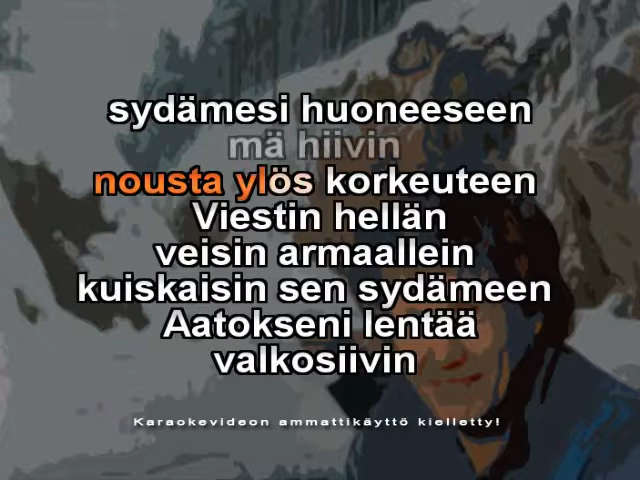 sydämesi huoneeseen
mä hiivin
nousta ylös korkeuteen
Viestin hellän
veisin armaallein
kuiskaisin sen sydämeen
Aatokseni lentää
valkosiivin
Karaokevideon ammattikäyttö kielletty!